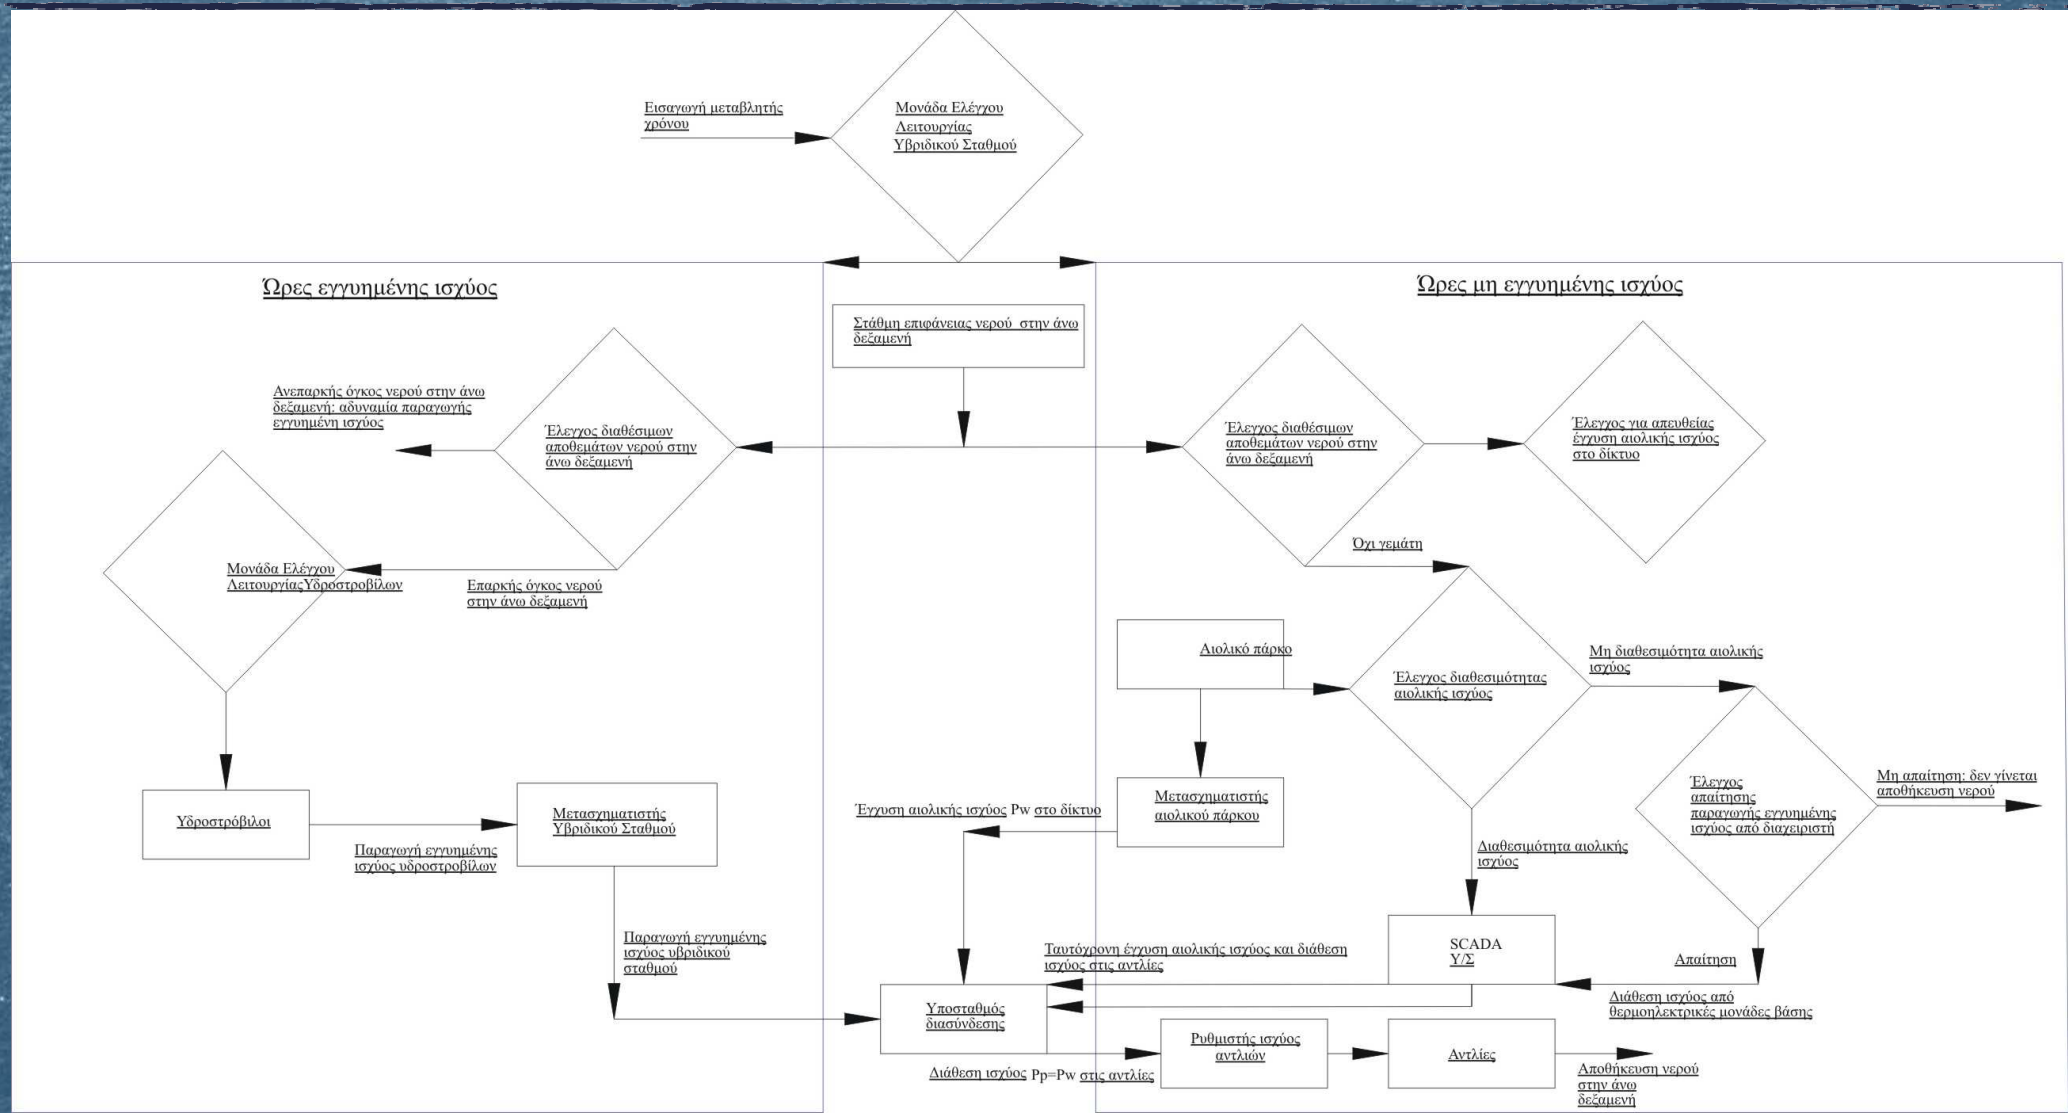 Εισαγωγή μεταβλητής
χρόνου
Μονάδα Ελέγχου
Λειτουργίας
Υβριδικού Σταθμού
Ώρες εγγυημένης ισχύος
Ώρες μη εγγυημένης ισχύος
Στάθμη επιφάνειας νερού στην άνω
δεξαμενή
Ανεπαρκής όγκος νερού στην άνω
δεξαμενή: αδυναμία παραγωγής
εγγυημένη ισχύος
Έλεγχος διαθέσιμων
αποθεμάτων νερού στην
άνω δεξαμενή
Έλεγχος διαθέσιμων
αποθεμάτων νερού στην
άνω δεξαμενή
Έλεγχος για απευθείας
έγχυση αιολικής ισχύος
στο δίκτυο
Όχι γεμάτη
Μονάδα Ελέγχου
ΛειτουργίαςΥδροστροβίλων
Επαρκής όγκος νερού
στην άνω δεξαμενή
Αιολικό πάρκο
Έλεγχος διαθεσιμότητας
αιολικής ισχύος
Μη διαθεσιμότητα αιολικής
ισχύος
Έλεγχος
απαίτησης
παραγωγής εγγυημένης
ισχύος από διαχειριστή
Μη απαίτηση: δεν γίνεται
αποθήκευση νερού
Υδροστρόβιλοι
Παραγωγή εγγυημένης
ισχύος υδροστροβίλων
Μετασχηματιστής
Υβριδικού Σταθμού
Έγχυση αιολικής ισχύος Pw στο δίκτυο
Μετασχηματιστής
αιολικού πάρκου
Διαθεσιμότητα αιολικής
ισχύος
Παραγωγή εγγυημένης
ισχύος υβριδικού
σταθμού
Ταυτόχρονη έγχυση αιολικής ισχύος και διάθεση
ισχύος στις αντλίες
SCADA
Υ/Σ
Απαίτηση
Διάθεση ισχύος από
θερμοηλεκτρικές μονάδες βάσης
Υποσταθμός
διασύνδεσης
Διάθεση ισχύος Pp=Pw στις αντλίες
Ρυθμιστής ισχύος
αντλιών
Αντλίες
Αποθήκευση νερού
στην άνω
δεξαμενή